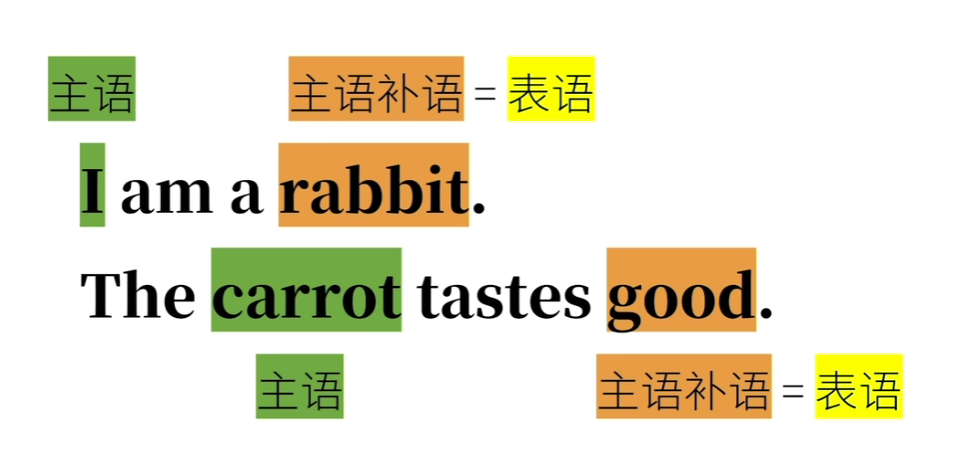 主语 主语补语 = 表语
I am a rabbit.
The carrot tastes good.
主语 主语补语 = 表语